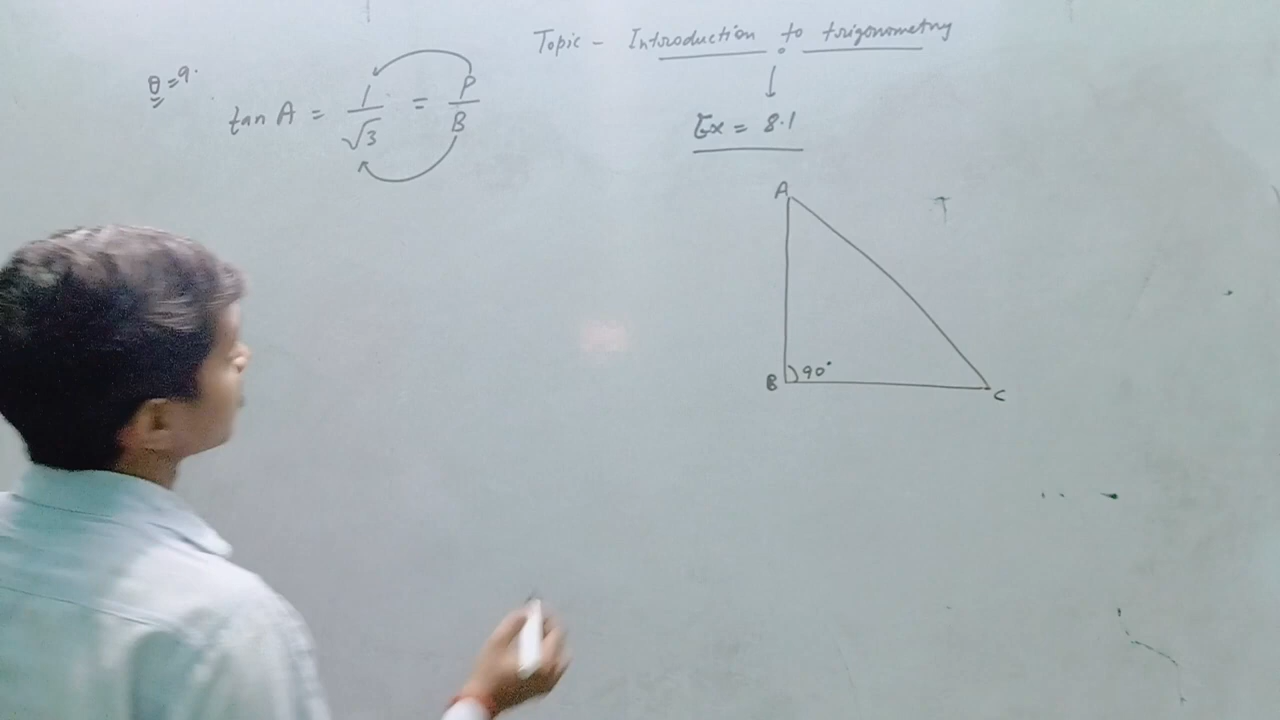 Topic - Introduction to trigonometry
θ = 9.
tan A = 1/√3 = P/B
Ex = 8.1
A
B 90° C